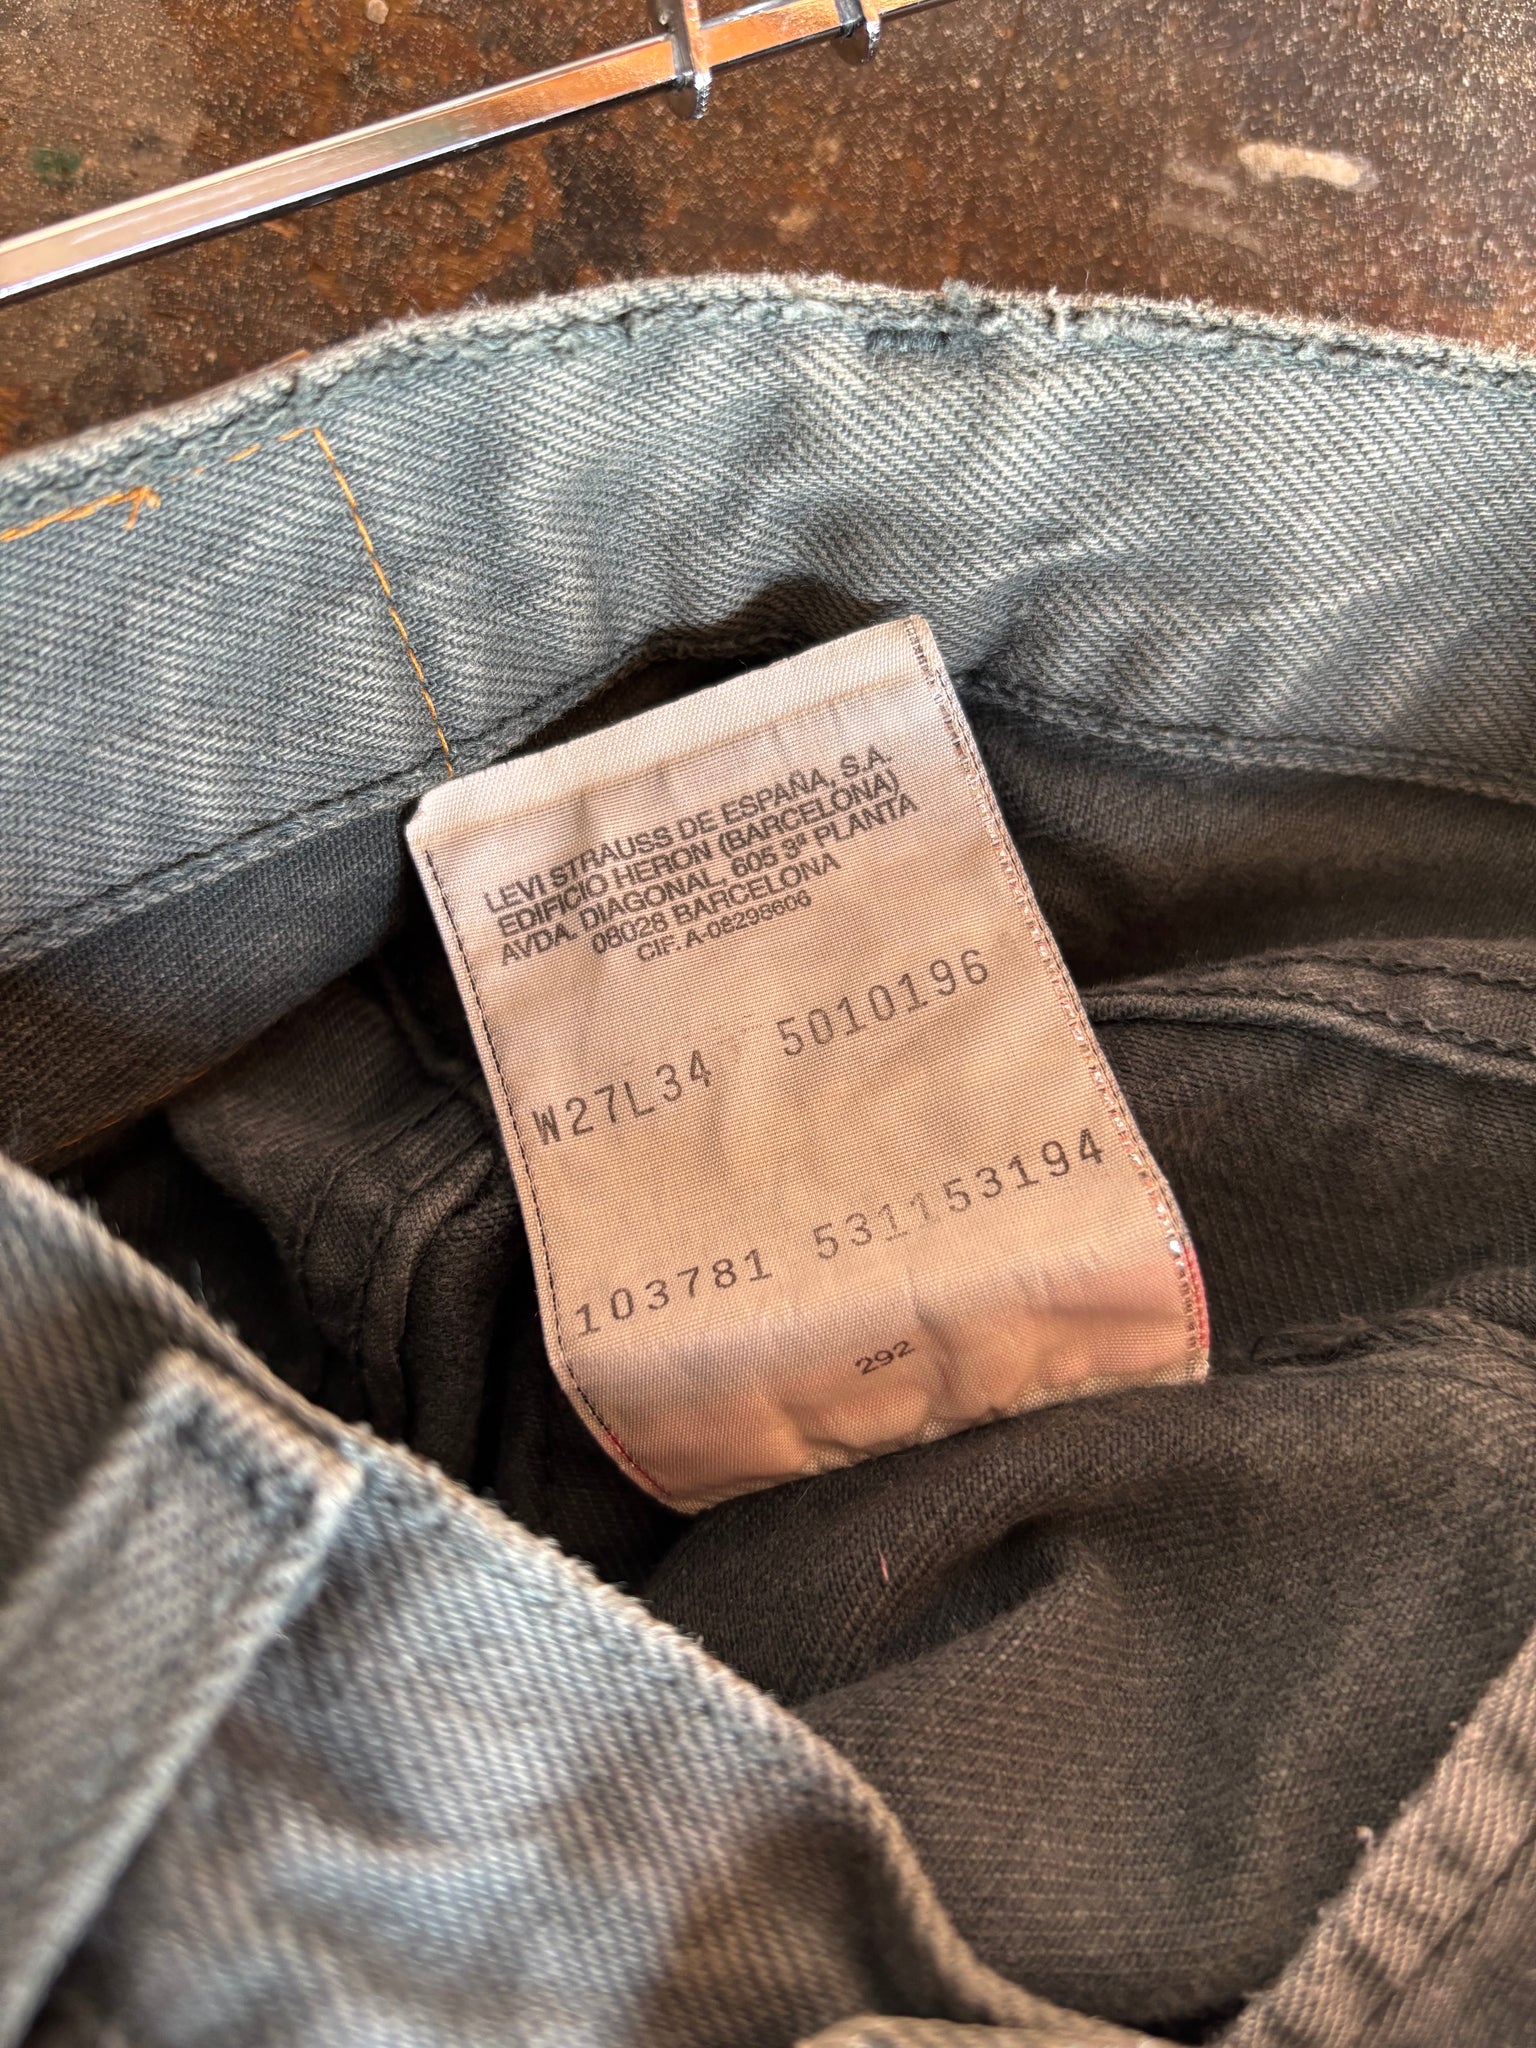 LEVI STRAUSS DE ESPAÑA, S.A.
EDIFICIO HERON (BARCELONA)
AVDA. DIAGONAL, 605 3ª PLANTA
08028 BARCELONA
CIF. A-08298606
W27L34 5010196
103781 531153194
292